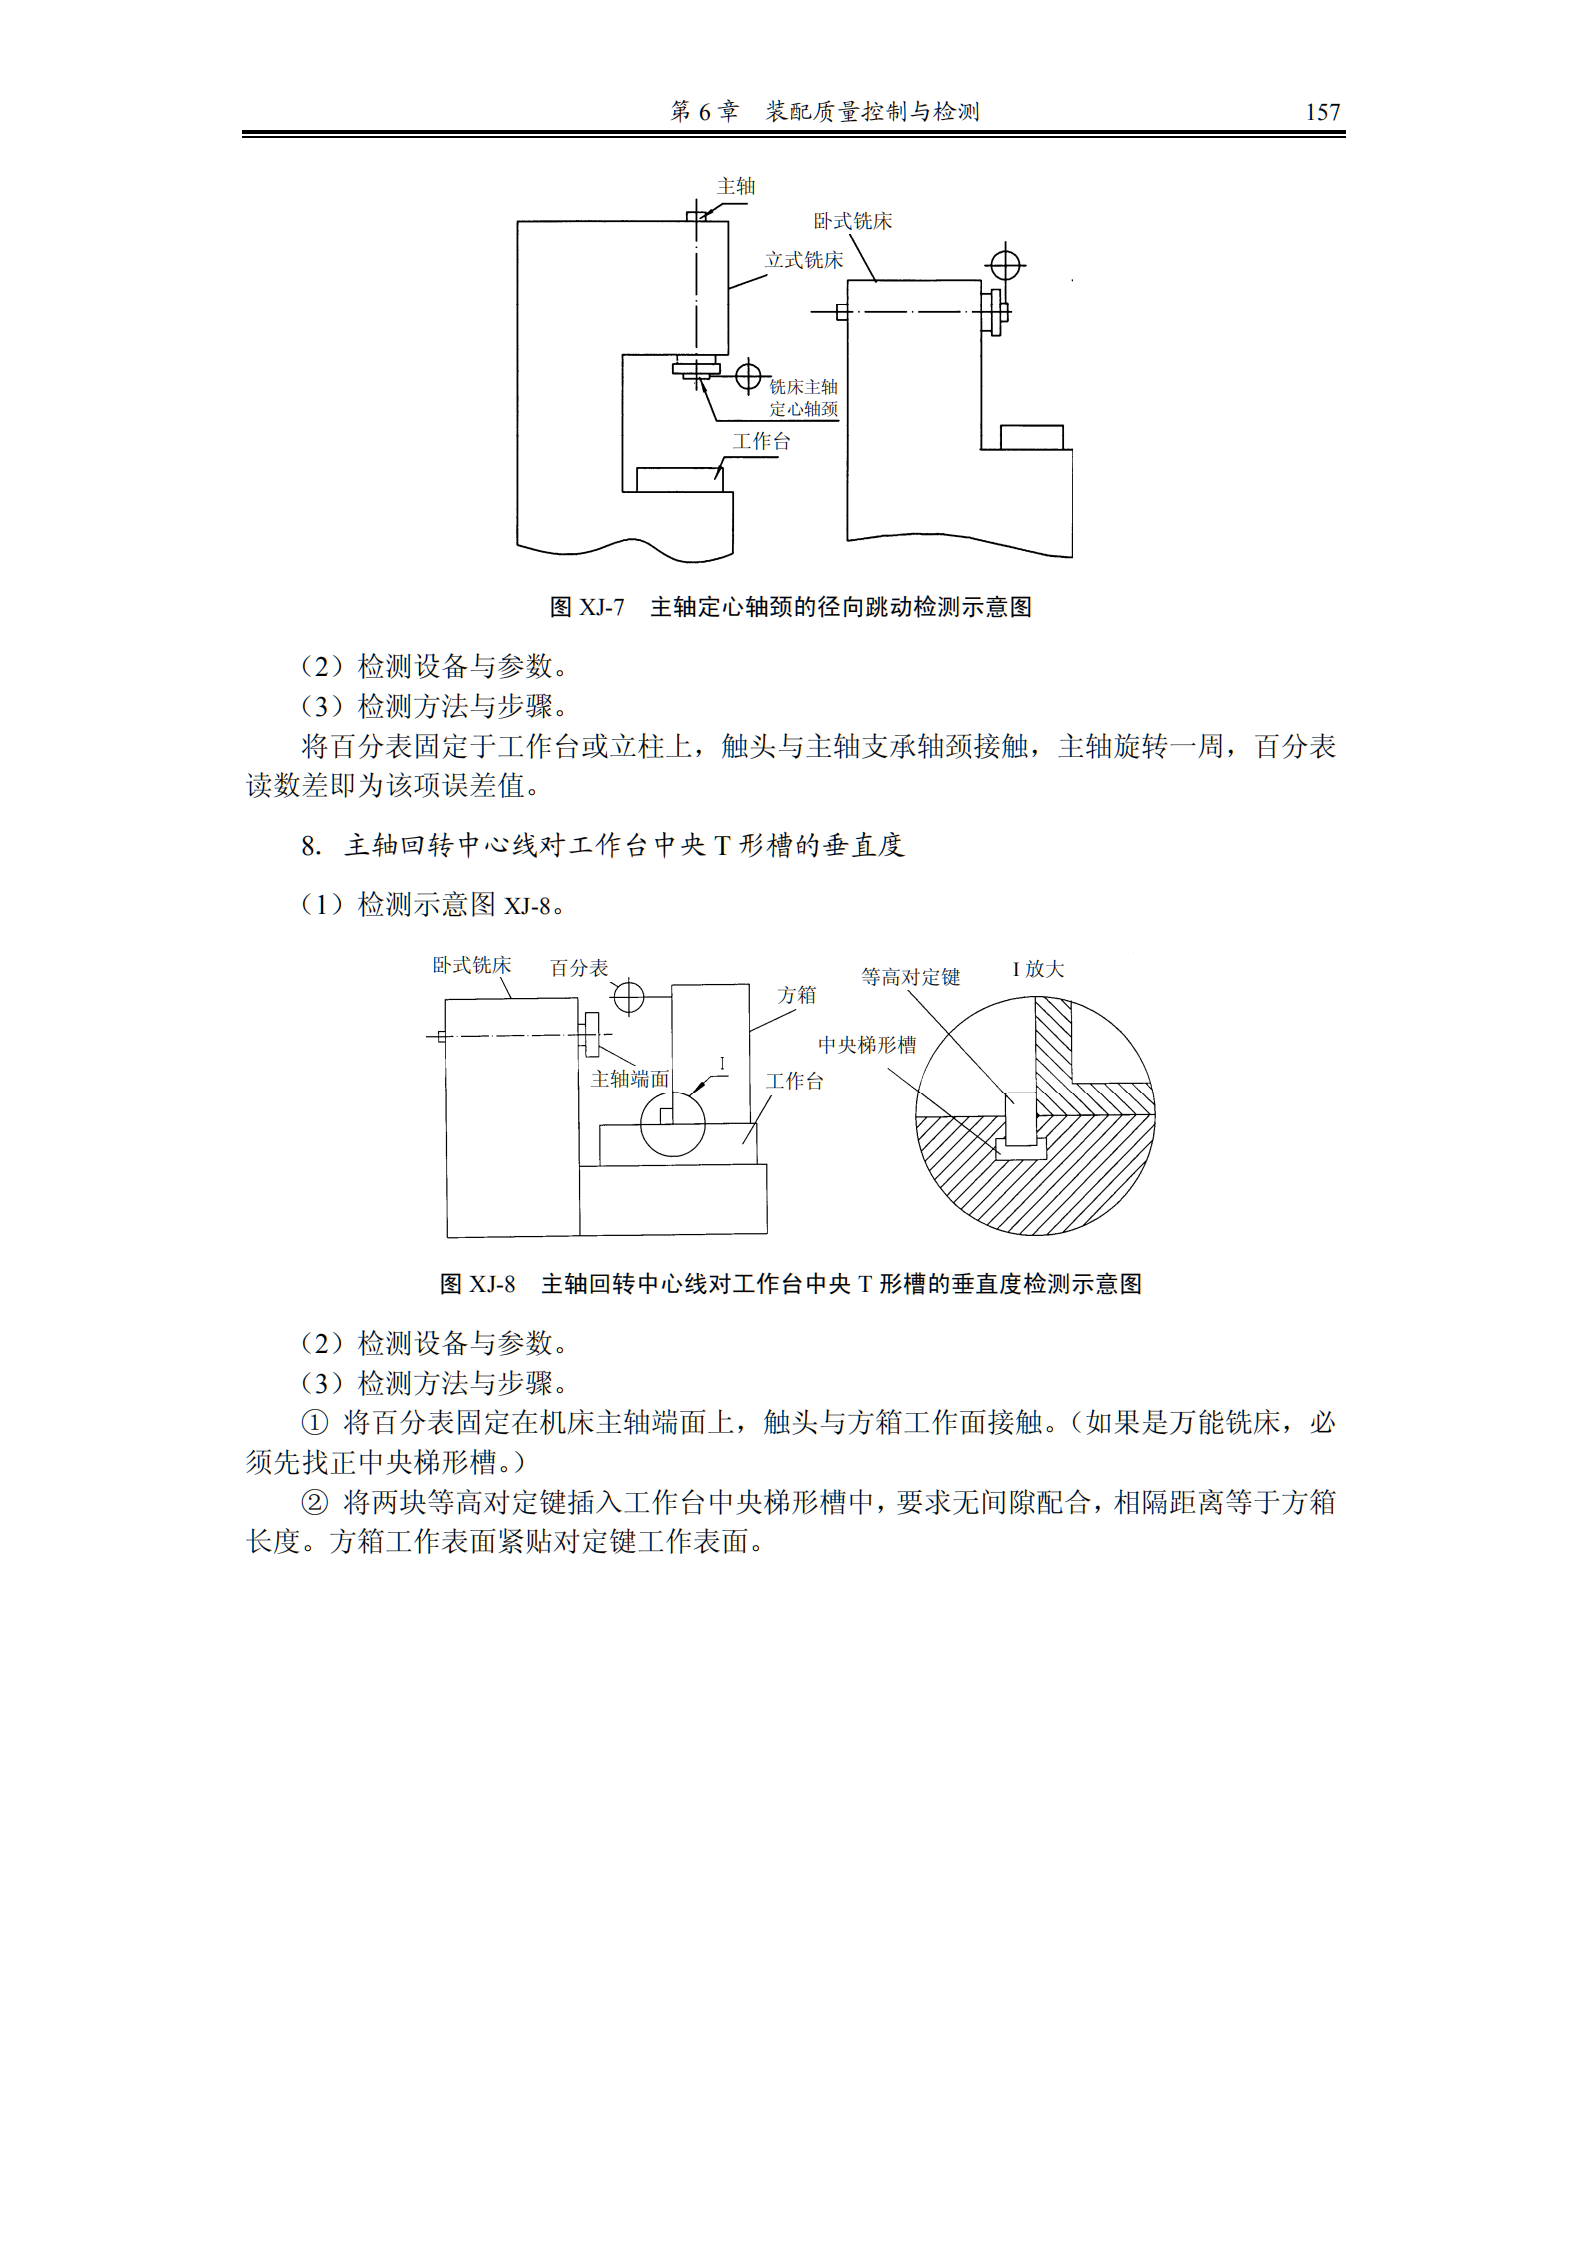 第 6 章　装配质量控制与检测　157
主轴
卧式铣床
立式铣床
铣床主轴
定心轴颈
工作台
图 XJ-7　主轴定心轴颈的径向跳动检测示意图
（2）检测设备与参数。
（3）检测方法与步骤。
将百分表固定于工作台或立柱上，触头与主轴支承轴颈接触，主轴旋转一周，百分表
读数差即为该项误差值。
8．主轴回转中心线对工作台中央 T 形槽的垂直度
（1）检测示意图 XJ-8。
卧式铣床
百分表
方箱
主轴端面
I
工作台
等高对定键
I 放大
中央梯形槽
图 XJ-8　主轴回转中心线对工作台中央 T 形槽的垂直度检测示意图
（2）检测设备与参数。
（3）检测方法与步骤。
① 将百分表固定在机床主轴端面上，触头与方箱工作面接触。（如果是万能铣床，必
须先找正中央梯形槽。）
② 将两块等高对定键插入工作台中央梯形槽中，要求无间隙配合，相隔距离等于方箱
长度。方箱工作表面紧贴对定键工作表面。